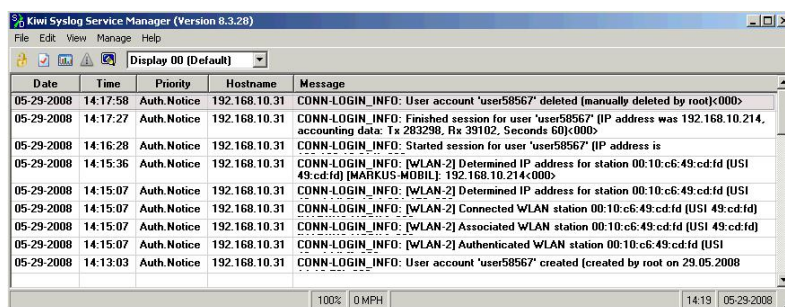 Kiwi Syslog Service Manager (Version 8.3.28)
File Edit View Manage Help
Display 00 (Default)
Date Time Priority Hostname Message
05-29-2008 14:17:58 Auth.Notice 192.168.10.31 CONN-LOGIN_INFO: User account 'user58567' deleted (manually deleted by root)<000>
05-29-2008 14:17:27 Auth.Notice 192.168.10.31 CONN-LOGIN_INFO: Finished session for user 'user58567' (IP address was 192.168.10.214,
accounting data: Tx 283298, Rx 39102, Seconds 60)<000>
05-29-2008 14:16:28 Auth.Notice 192.168.10.31 CONN-LOGIN_INFO: Started session for user 'user58567' (IP address is
05-29-2008 14:15:36 Auth.Notice 192.168.10.31 CONN-LOGIN_INFO: [WLAN-2] Determined IP address for station 00:10:c6:49:cd:fd (USI
49:cd:fd) [MARKUS-MOBIL]: 192.168.10.214<000>
05-29-2008 14:15:07 Auth.Notice 192.168.10.31 CONN-LOGIN_INFO: [WLAN-2] Determined IP address for station 00:10:c6:49:cd:fd (USI
05-29-2008 14:15:07 Auth.Notice 192.168.10.31 CONN-LOGIN_INFO: [WLAN-2] Connected WLAN station 00:10:c6:49:cd:fd (USI 49:cd:fd)
05-29-2008 14:15:07 Auth.Notice 192.168.10.31 CONN-LOGIN_INFO: [WLAN-2] Associated WLAN station 00:10:c6:49:cd:fd (USI 49:cd:fd)
05-29-2008 14:15:07 Auth.Notice 192.168.10.31 CONN-LOGIN_INFO: [WLAN-2] Authenticated WLAN station 00:10:c6:49:cd:fd (USI
05-29-2008 14:13:03 Auth.Notice 192.168.10.31 CONN-LOGIN_INFO: User account 'user58567' created (created by root on 29.05.2008
100% 0 MPH 14:19 05-29-2008